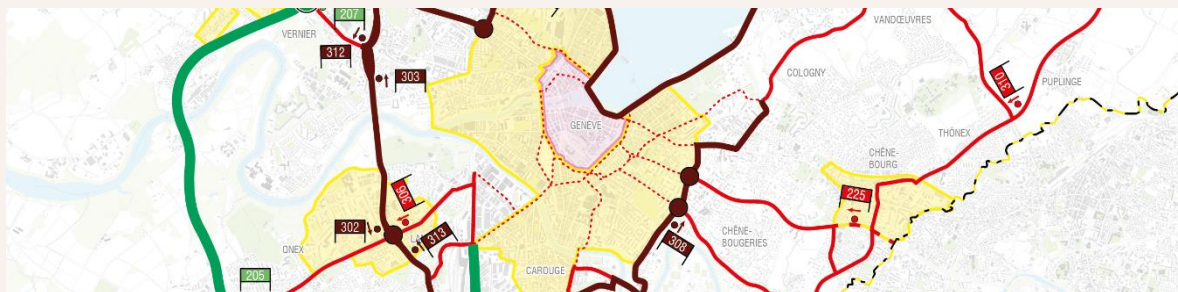 207
VERNIER
312
303
GENÈVE
VANDŒUVRES
COLOGNY
310
PUPLINGE
THÔNEX
CHÊNE-
BOURG
225
306
302
313
ONEX
308
CHÊNE-
BOUGERIES
205
CAROUGE